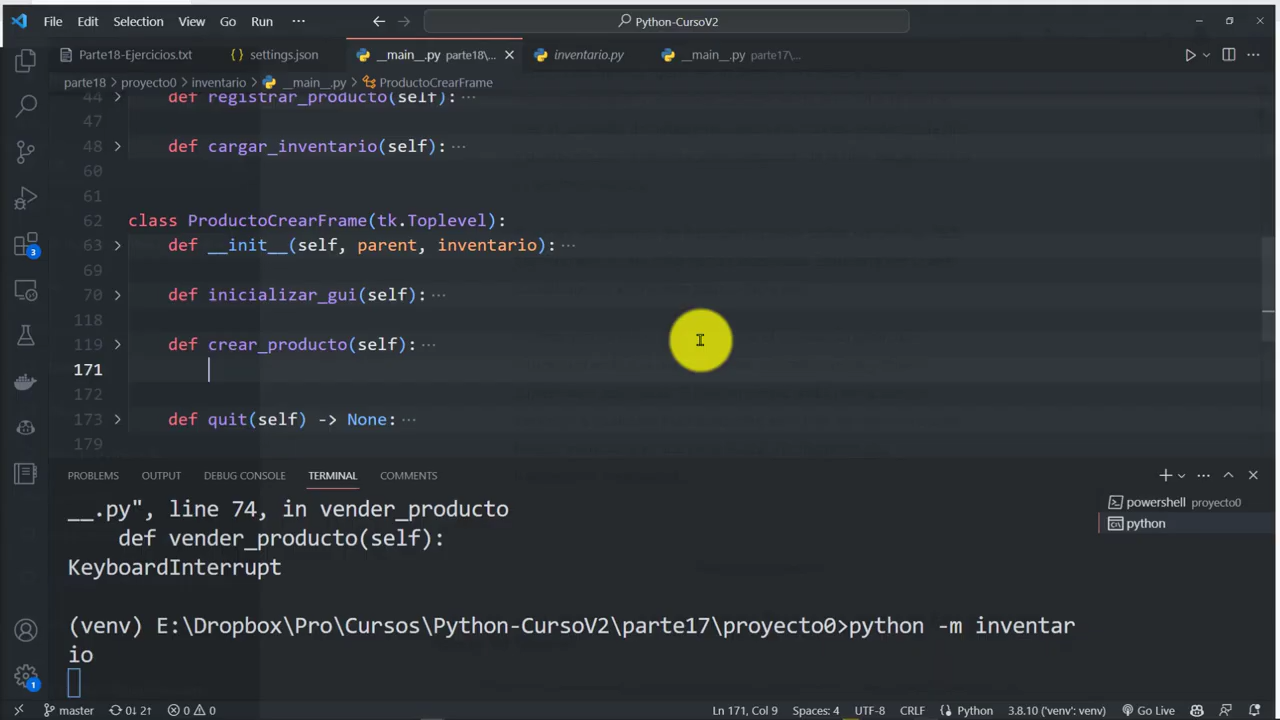 File Edit Selection View Go Run ··· Python-CursoV2
Parte18-Ejercicios.txt {} settings.json __main__.py parte18\... inventario.py __main__.py parte17\...
parte18 > proyecto0 > inventario > __main__.py > ProductoCrearFrame
44 > def registrar_producto(self): ···
47
48 > def cargar_inventario(self): ···
60
61
62 class ProductoCrearFrame(tk.Toplevel):
63 > def __init__(self, parent, inventario): ···
69
70 > def inicializar_gui(self): ···
118
119 > def crear_producto(self): ···
171
172
173 > def quit(self) -> None: ···
179
PROBLEMS OUTPUT DEBUG CONSOLE TERMINAL COMMENTS
__.py", line 74, in vender_producto
def vender_producto(self):
KeyboardInterrupt
(venv) E:\Dropbox\Pro\Cursos\Python-CursoV2\parte17\proyecto0>python -m inventar
io
powershell proyecto0
python
3
1
master 0↓ 2↑ 0 0 Ln 171, Col 9 Spaces: 4 UTF-8 CRLF Python 3.8.10 ('venv': venv) Go Live